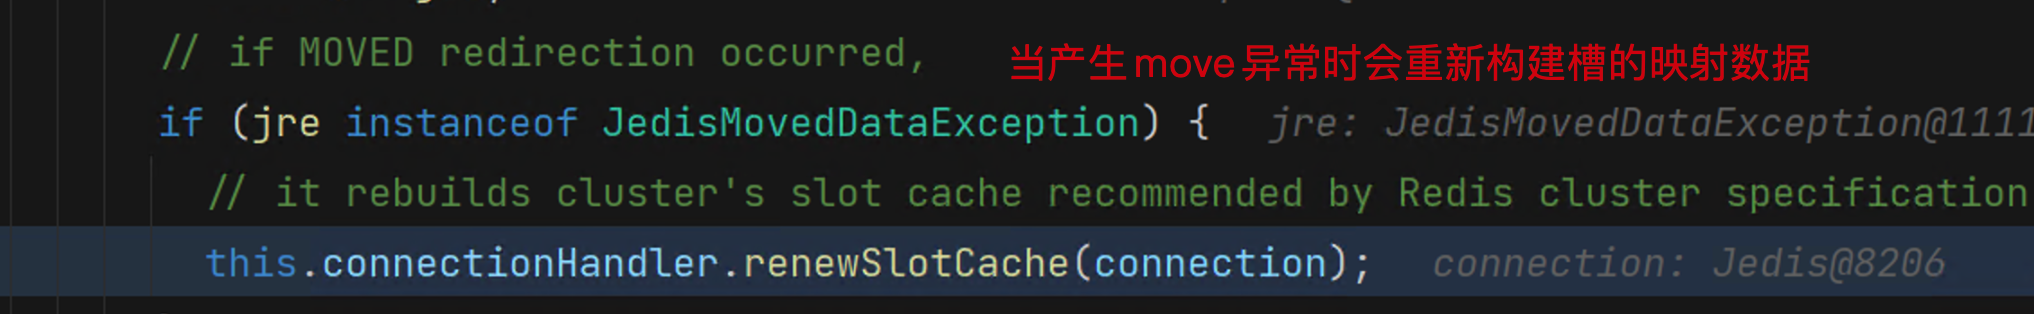 // if MOVED redirection occurred, 当产生move异常时会重新构建槽的映射数据
if (jre instanceof JedisMovedDataException) { jre: JedisMovedDataException@1111
// it rebuilds cluster's slot cache recommended by Redis cluster specification
this.connectionHandler.renewSlotCache(connection); connection: Jedis@8206